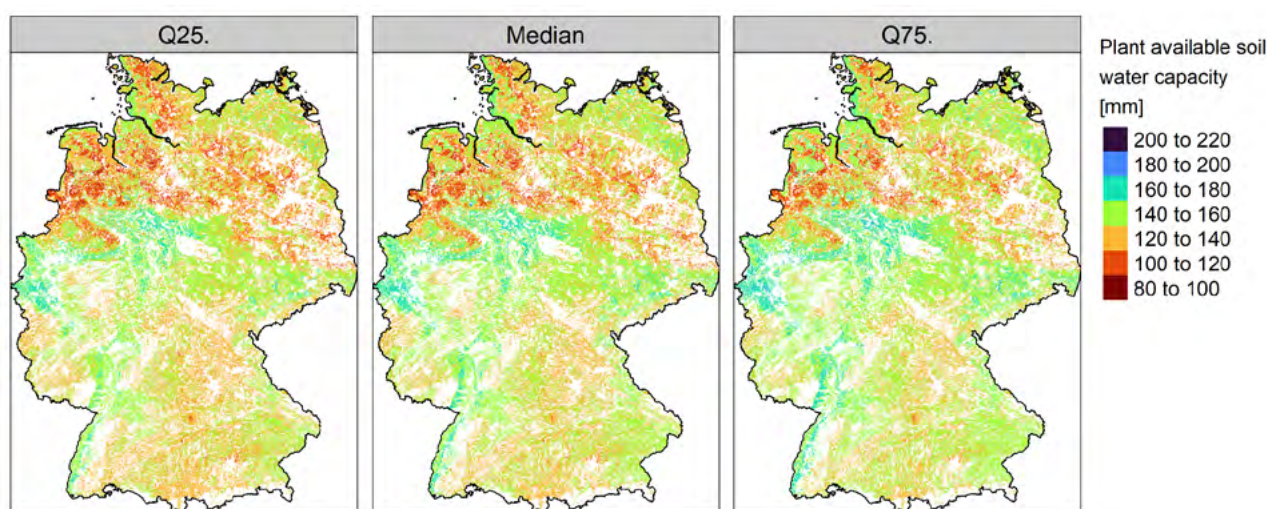 Q25.
Median
Q75.
Plant available soil
water capacity
[mm]
200 to 220
180 to 200
160 to 180
140 to 160
120 to 140
100 to 120
80 to 100